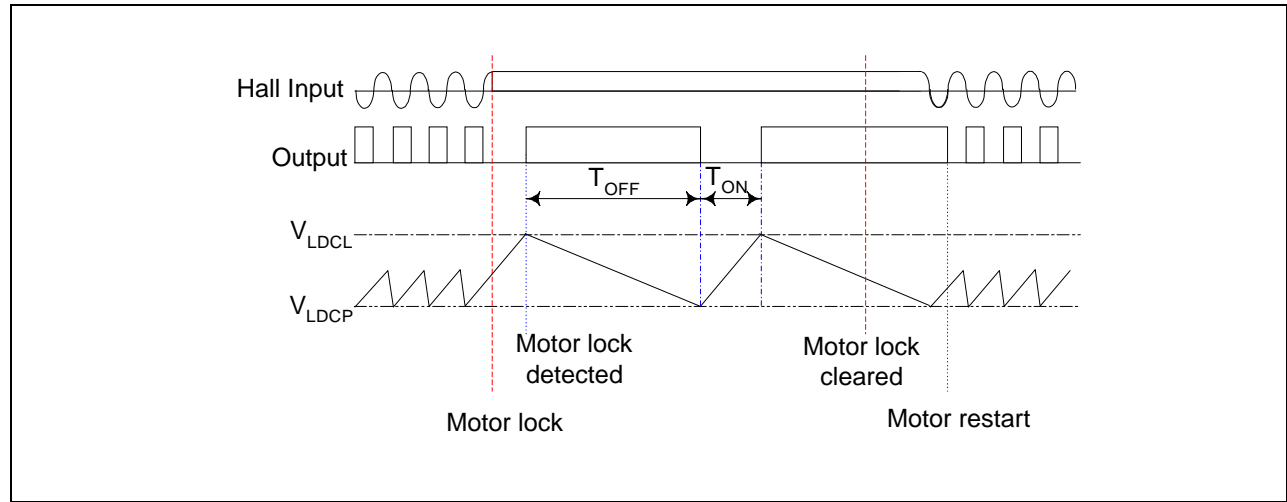 Hall Input
Output
TOFF
TON
VLDCL
VLDCP
Motor lock
detected
Motor lock
cleared
Motor lock
Motor restart